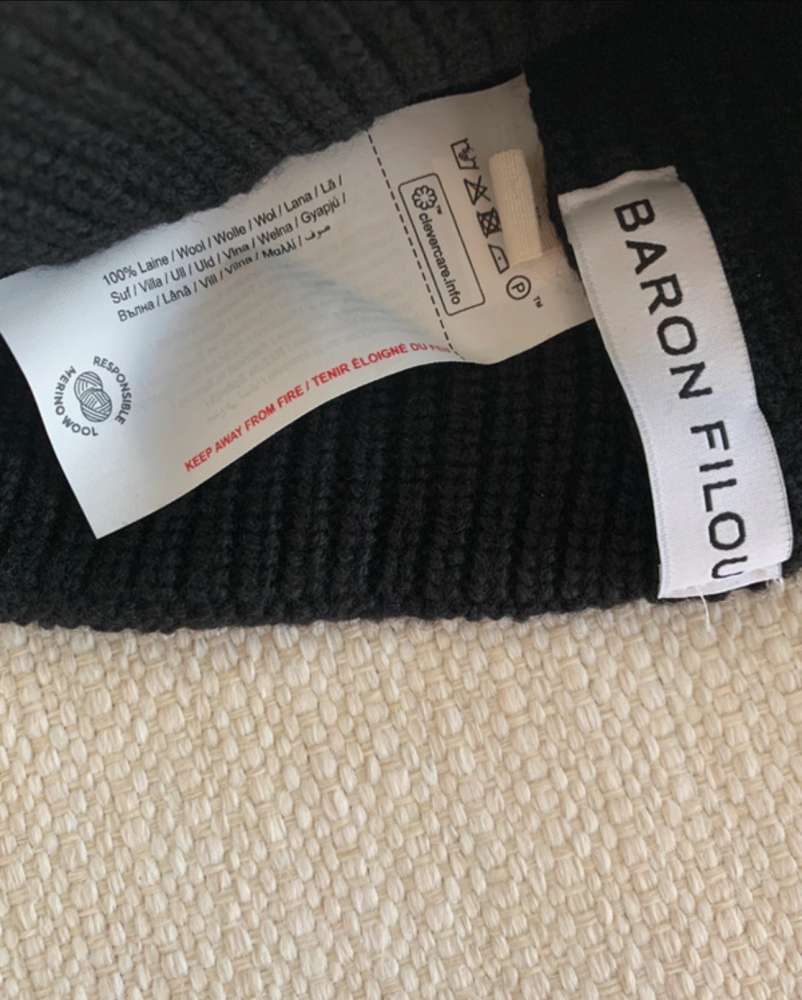 100% Laine / Wool / Wolle / Wol / Lana / Lã /
Suf / Villa / Ull / Uld / Vlna / Wełna / Gyapjú /
Вълна / Lână / Vill / Vilna / Μαλλί / صوف
RESPONSIBLE
MERINO WOOL
KEEP AWAY FROM FIRE / TENIR ÉLOIGNÉ DU
clevercare.info
™
P
™
BARON FILOU